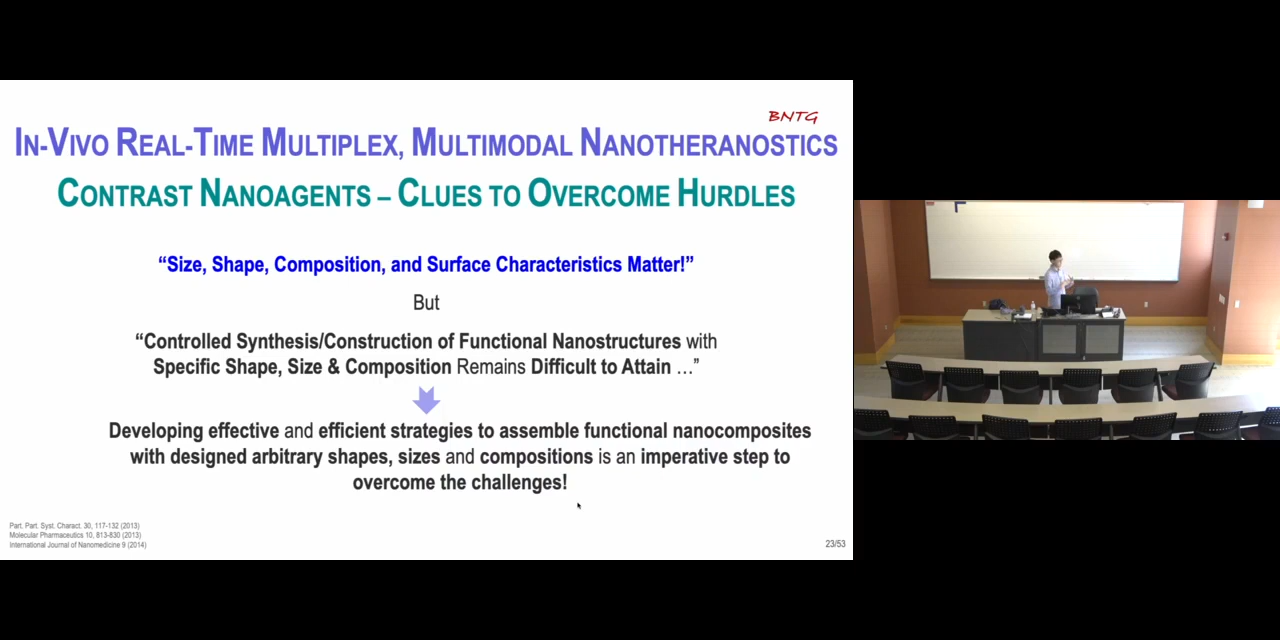 BNTG
IN-VIVO REAL-TIME MULTIPLEX, MULTIMODAL NANOTHERANOSTICS
CONTRAST NANOAGENTS – CLUES TO OVERCOME HURDLES
“Size, Shape, Composition, and Surface Characteristics Matter!”
But
“Controlled Synthesis/Construction of Functional Nanostructures with
Specific Shape, Size & Composition Remains Difficult to Attain …”
Developing effective and efficient strategies to assemble functional nanocomposites
with designed arbitrary shapes, sizes and compositions is an imperative step to
overcome the challenges!
Part. Part. Syst. Charact. 30, 117-132 (2013)
Molecular Pharmaceutics 10, 813-830 (2013)
International Journal of Nanomedicine 9 (2014)
23/53